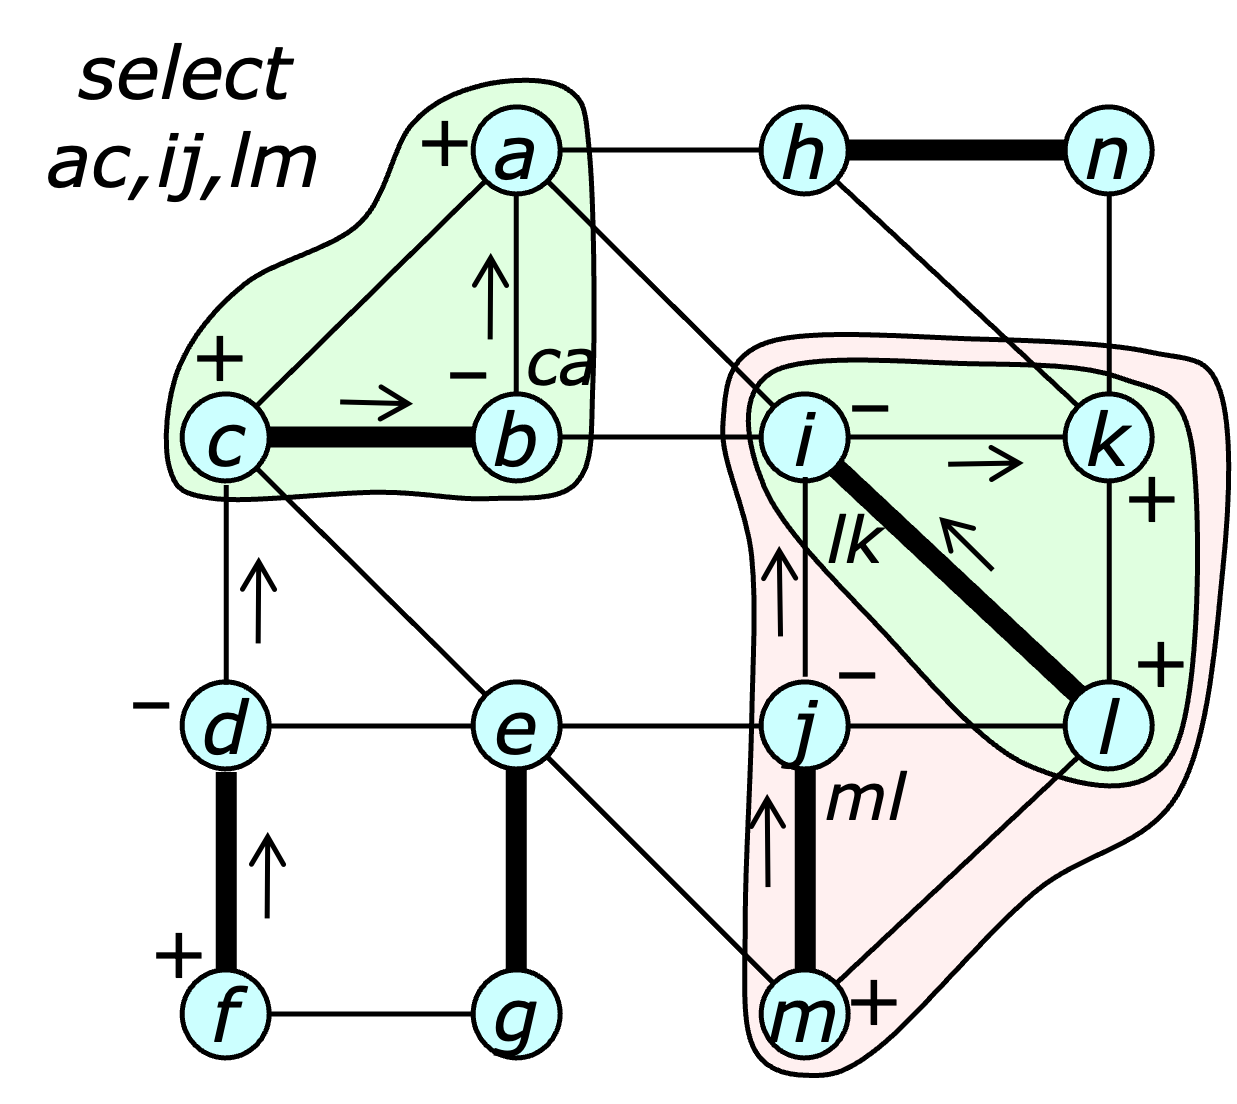 select
ac,ij,lm
+ a h n
+
− ca
c b i − k
+
lk
+
− d e j − l
ml
+
f g m +